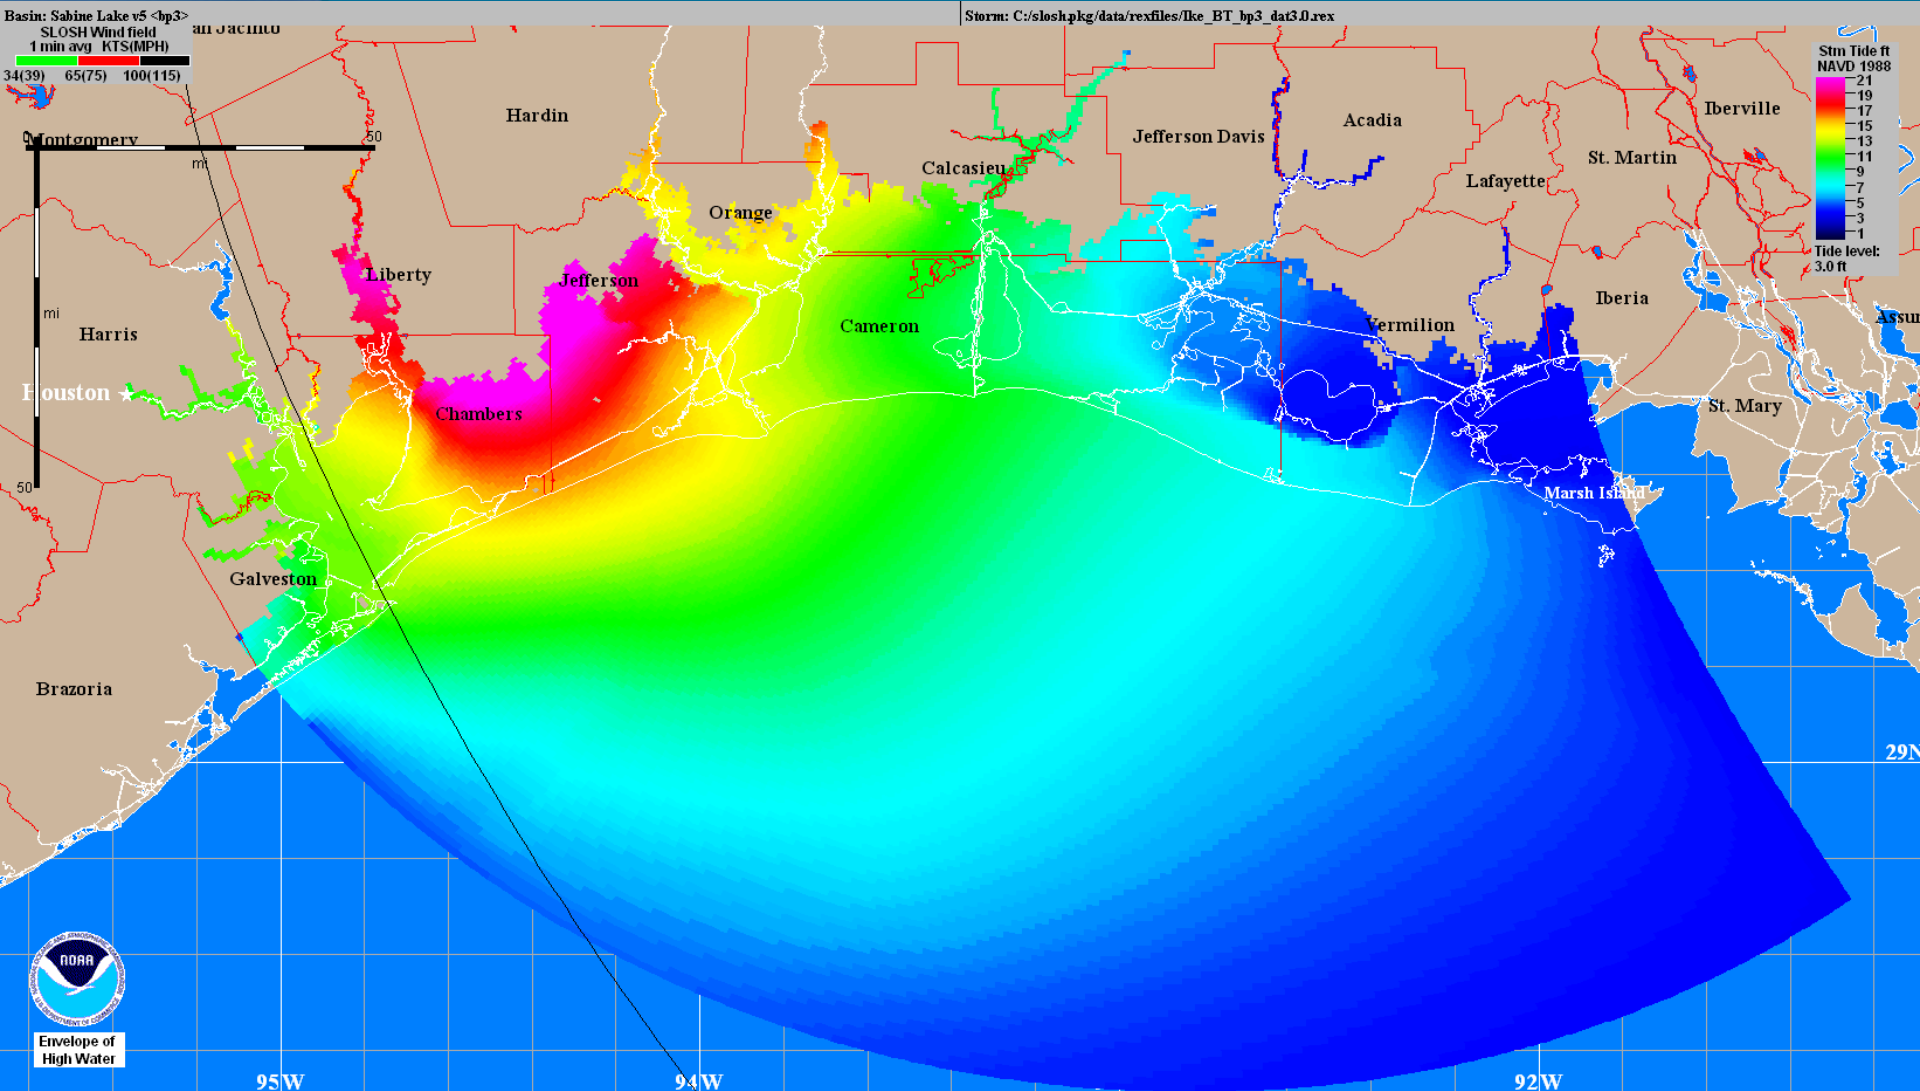 Basin: Sabine Lake v5 <bp3>
Storm: C:/slosh.pkg/data/rexfiles/Ike_BT_bp3_dat3.0.rex
SLOSH Wind field
1 min avg KTS(MPH)
34(39) 65(75) 100(115)
an Jacinto
Stm Tide ft
NAVD 1988
21
19
17
15
13
11
9
7
5
3
1
Tide level:
3.0 ft
0
50
mi
Montgomery
Hardin
Jefferson Davis
Acadia
Iberville
St. Martin
Calcasieu
Lafayette
Orange
Liberty
Jefferson
Iberia
mi
Harris
Cameron
Vermilion
Assu
Houston
Chambers
St. Mary
50
Marsh Island
Galveston
Brazoria
29N
NOAA
Envelope of
High Water
95W
94W
92W